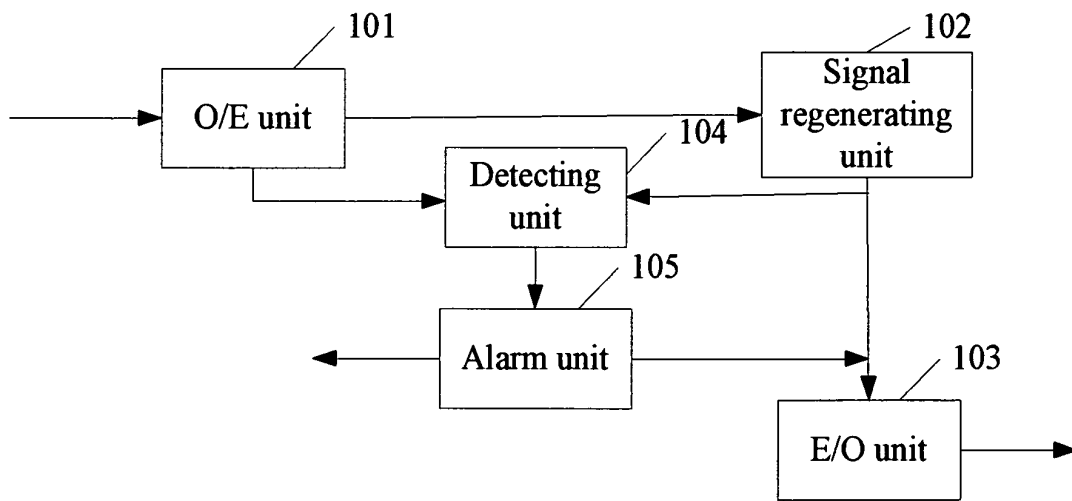 101
102
O/E unit
Signal
regenerating
unit
104
Detecting
unit
105
Alarm unit
103
E/O unit